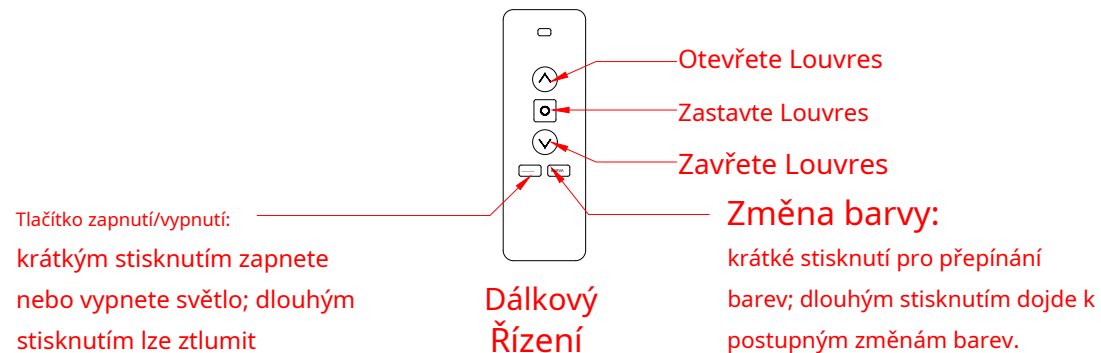 Otevřete Louvres
Zastavte Louvres
Zavřete Louvres
Tlačítko zapnutí/vypnutí:
krátkým stisknutím zapnete
nebo vypnete světlo; dlouhým
stisknutím lze ztlumit
Změna barvy:
krátké stisknutí pro přepínání
barev; dlouhým stisknutím dojde k
postupným změnám barev.
Dálkový
Řízení